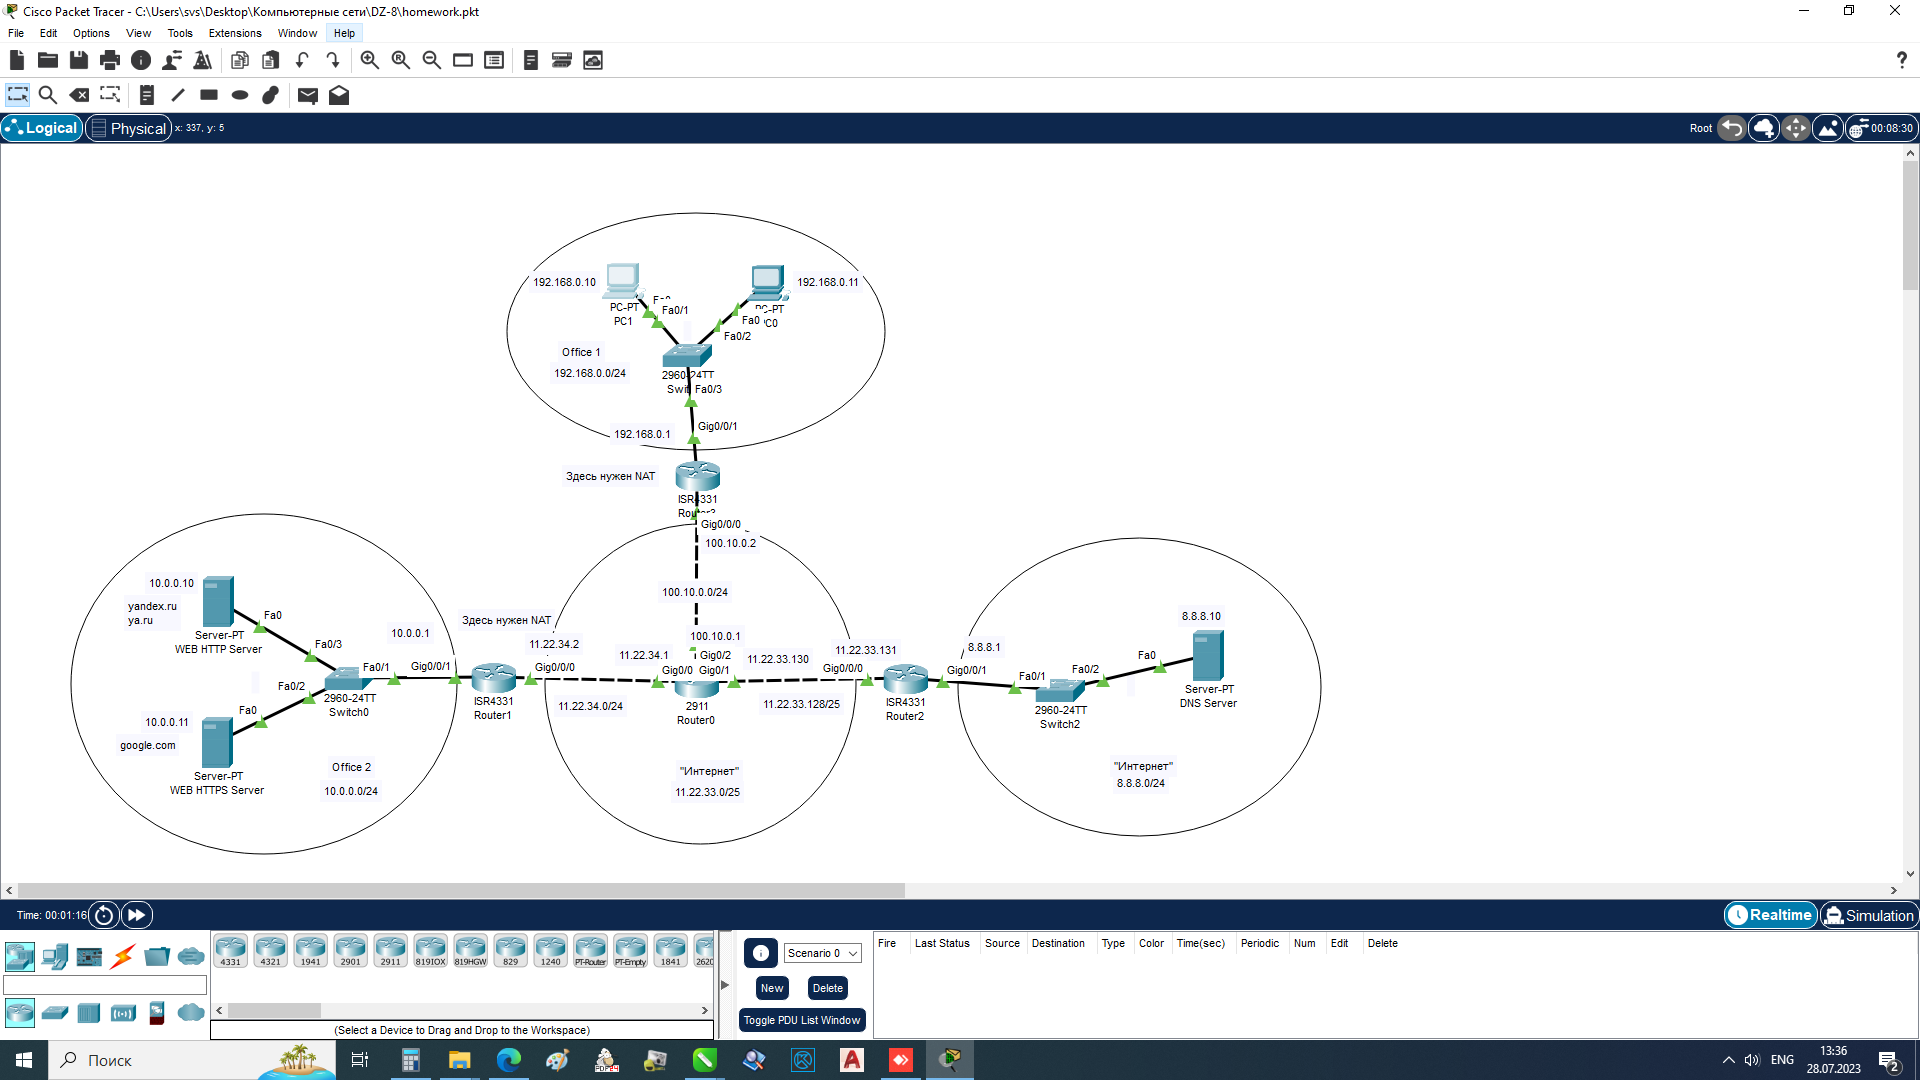 Cisco Packet Tracer - C:\Users\svs\Desktop\Компьютерные сети\DZ-8\homework.pkt
File Edit Options View Tools Extensions Window Help
Logical Physical x: 337, y: 5
Root 00:08:30
192.168.0.10
192.168.0.11
PC-PT
PC1
Fa0/1
Fa0
Fa0/2
Office 1
192.168.0.0/24
2960-24TT
Fa0/3
192.168.0.1
Gig0/0/1
Здесь нужен NAT
ISR4331
Gig0/0/0
100.10.0.2
100.10.0.0/24
100.10.0.1
Gig0/2
Gig0/0 Gig0/1
10.0.0.10
yandex.ru
ya.ru
Fa0
Server-PT
WEB HTTP Server
Fa0/3
10.0.0.1
Fa0/1
Gig0/0/1
Fa0/2
2960-24TT
Switch0
10.0.0.11
Fa0
google.com
Server-PT
WEB HTTPS Server
Office 2
10.0.0.0/24
Здесь нужен NAT
11.22.34.2
Gig0/0/0
ISR4331
Router1
11.22.34.0/24
11.22.34.1
2911
Router0
11.22.33.130
11.22.33.131
Gig0/0/0
11.22.33.128/25
"Интернет"
11.22.33.0/25
ISR4331
Router2
8.8.8.1
Gig0/0/1
Fa0/1
Fa0/2
2960-24TT
Switch2
Fa0
8.8.8.10
Server-PT
DNS Server
"Интернет"
8.8.8.0/24
Time: 00:01:16
Realtime Simulation
4331 4321 1941 2901 2911 819IOX 819HGW 829 1240 PT-Router PT-Empty 1841
(Select a Device to Drag and Drop to the Workspace)
Scenario 0
New Delete
Toggle PDU List Window
Fire Last Status Source Destination Type Color Time(sec) Periodic Num Edit Delete
Поиск
ENG
13:36
28.07.2023
2